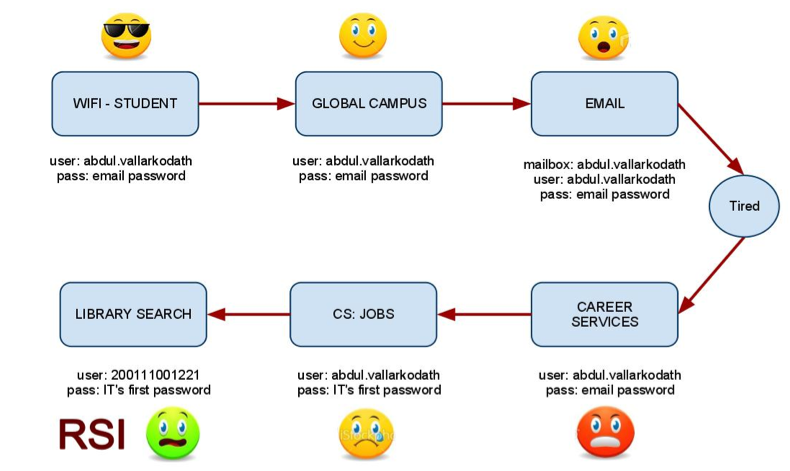 WIFI - STUDENT
GLOBAL CAMPUS
EMAIL
user: abdul.vallarkodath
pass: email password
user: abdul.vallarkodath
pass: email password
mailbox: abdul.vallarkodath
user: abdul.vallarkodath
pass: email password
Tired
LIBRARY SEARCH
CS: JOBS
CAREER
SERVICES
user: 200111001221
pass: IT's first password
user: abdul.vallarkodath
pass: IT's first password
user: abdul.vallarkodath
pass: email password
RSI